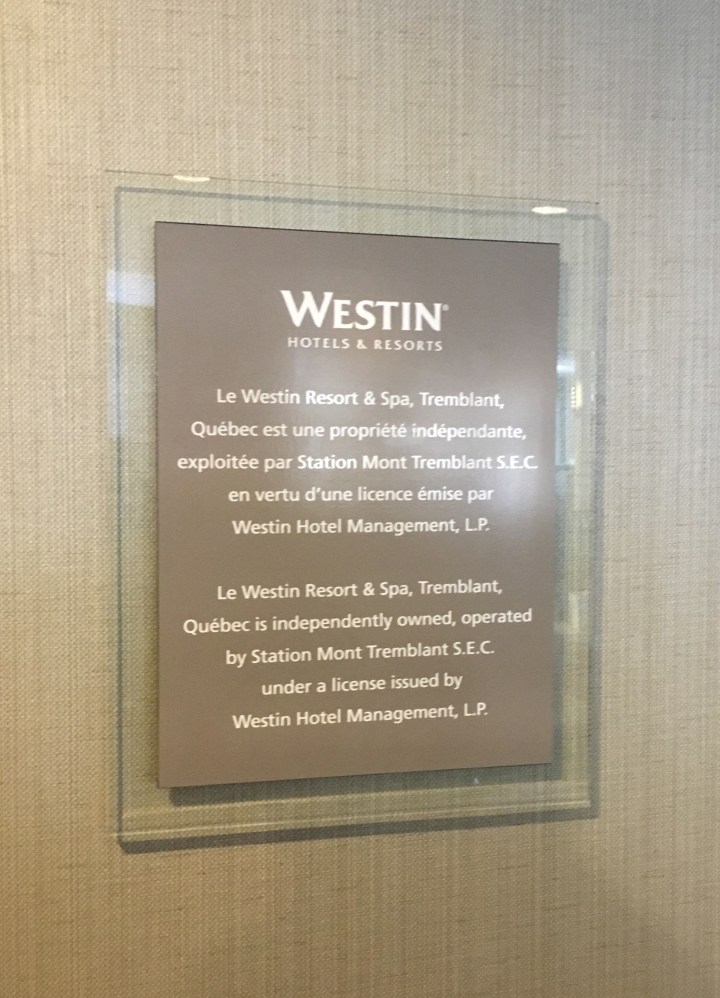 WESTIN®
HOTELS & RESORTS
Le Westin Resort & Spa, Tremblant,
Québec est une propriété indépendante,
exploitée par Station Mont Tremblant S.E.C.
en vertu d'une licence émise par
Westin Hotel Management, L.P.
Le Westin Resort & Spa, Tremblant,
Québec is independently owned, operated
by Station Mont Tremblant S.E.C.
under a license issued by
Westin Hotel Management, L.P.